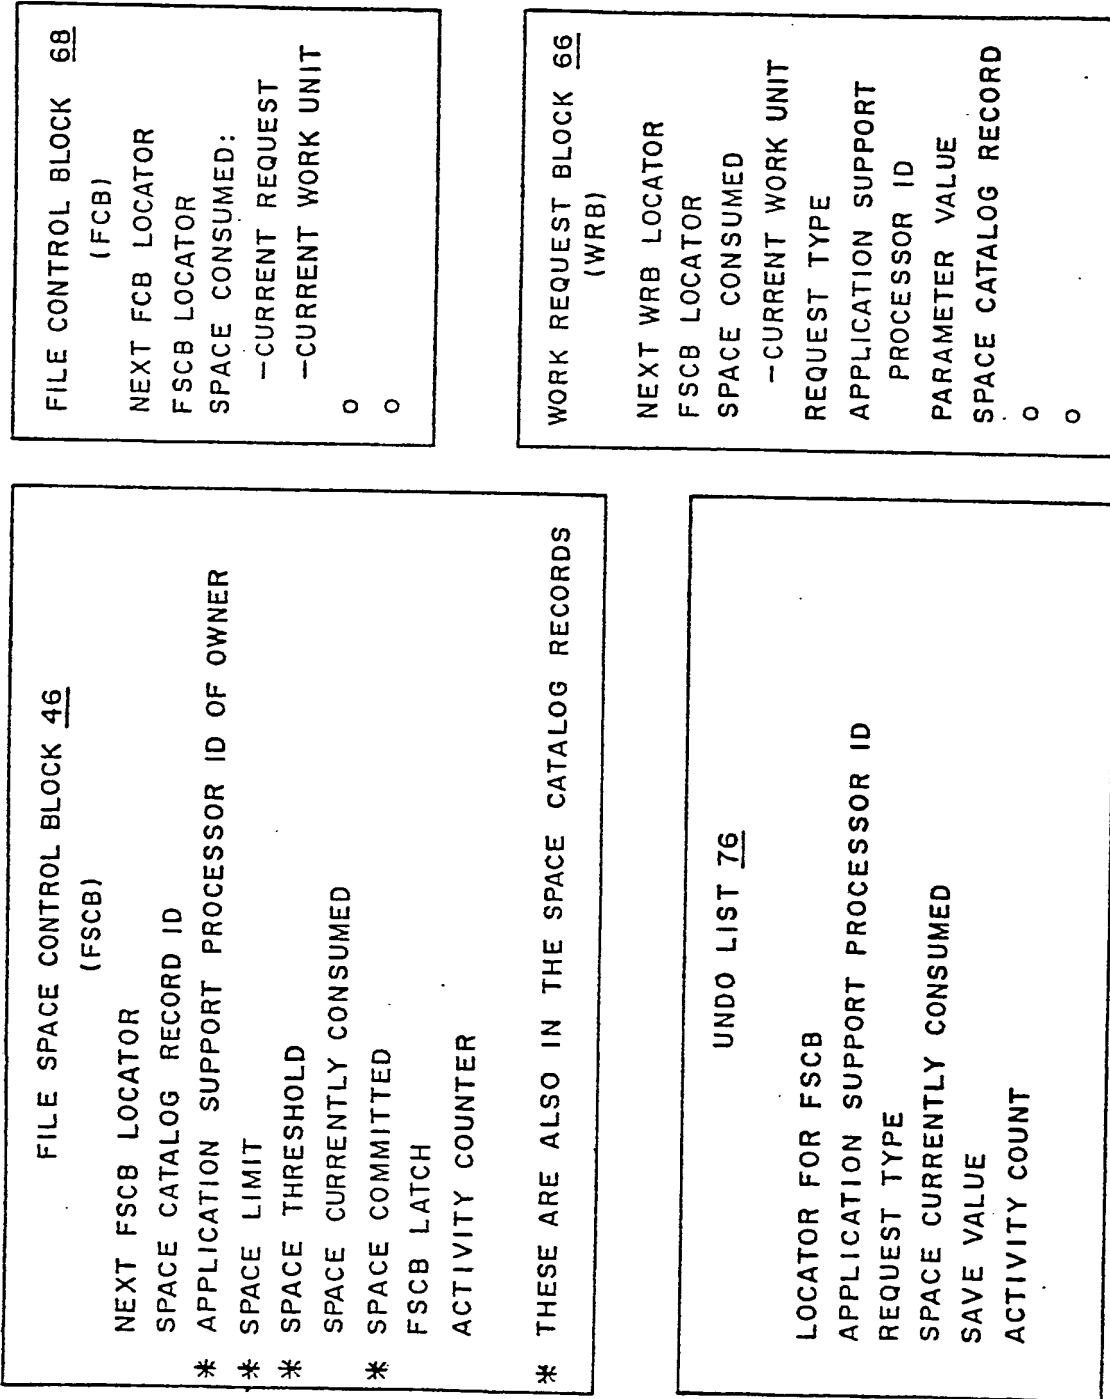 FILE SPACE CONTROL BLOCK 46
(FSCB)
NEXT FSCB LOCATOR
SPACE CATALOG RECORD ID
* APPLICATION SUPPORT PROCESSOR ID OF OWNER
* SPACE LIMIT
* SPACE THRESHOLD
SPACE CURRENTLY CONSUMED
* SPACE COMMITTED
FSCB LATCH
ACTIVITY COUNTER
* THESE ARE ALSO IN THE SPACE CATALOG RECORDS
FILE CONTROL BLOCK 68
(FCB)
NEXT FCB LOCATOR
FSCB LOCATOR
SPACE CONSUMED:
-CURRENT REQUEST
-CURRENT WORK UNIT
o
o
UNDO LIST 76
LOCATOR FOR FSCB
APPLICATION SUPPORT PROCESSOR ID
REQUEST TYPE
SPACE CURRENTLY CONSUMED
SAVE VALUE
ACTIVITY COUNT
WORK REQUEST BLOCK 66
(WRB)
NEXT WRB LOCATOR
FSCB LOCATOR
SPACE CONSUMED
-CURRENT WORK UNIT
REQUEST TYPE
APPLICATION SUPPORT
PROCESSOR ID
PARAMETER VALUE
SPACE CATALOG RECORD
o
o